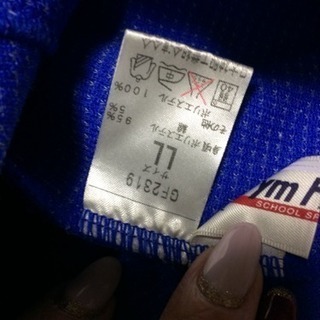 GF2319
サイズ
LL
身頃 ポリエステル 95%
綿 5%
その他 ポリエステル 100%
40
SCHOOL SP